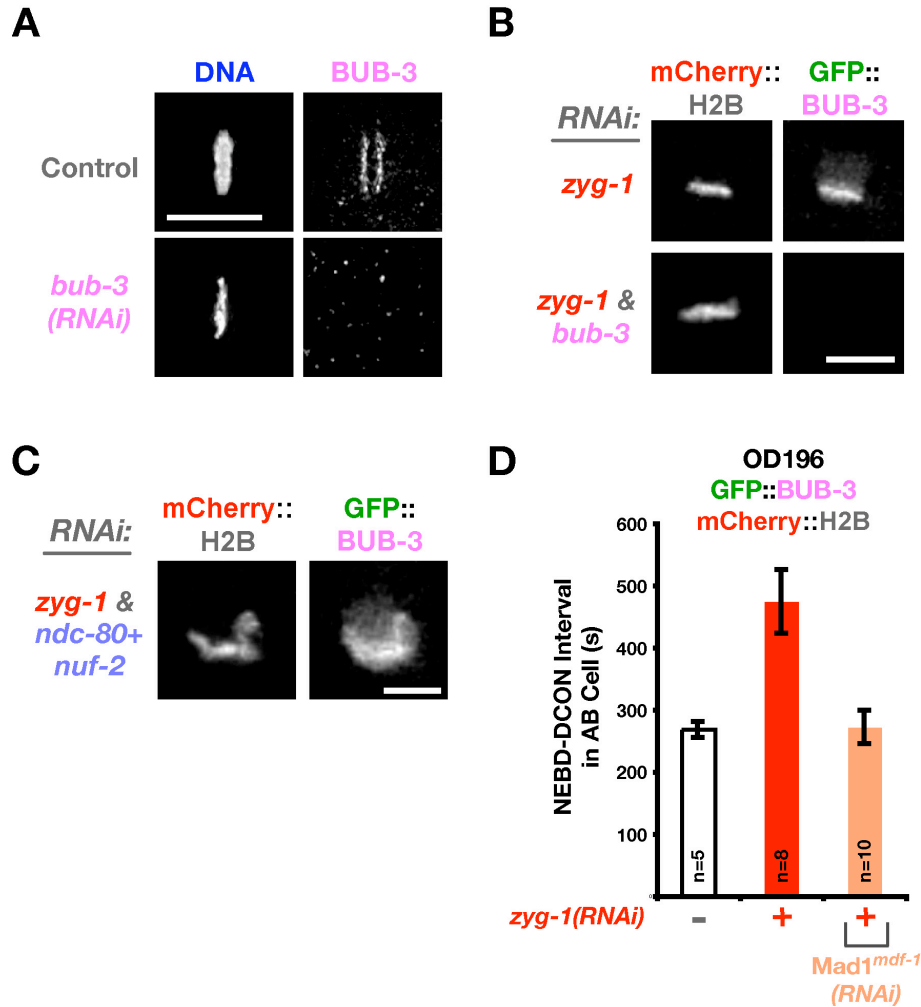 A
DNA
BUB-3
Control
bub-3
(RNAi)
B
mCherry::
GFP::
RNAi:
H2B
BUB-3
zyg-1
zyg-1 &
bub-3
C
mCherry::
GFP::
RNAi:
H2B
BUB-3
zyg-1 &
ndc-80+
nuf-2
D
OD196
GFP::BUB-3
mCherry::H2B
NEBD-DCON Interval
in AB Cell (s)
600
500
400
300
200
100
0
n=5
n=8
n=10
zyg-1(RNAi)
-
+
+
Mad1mdf-1
(RNAi)